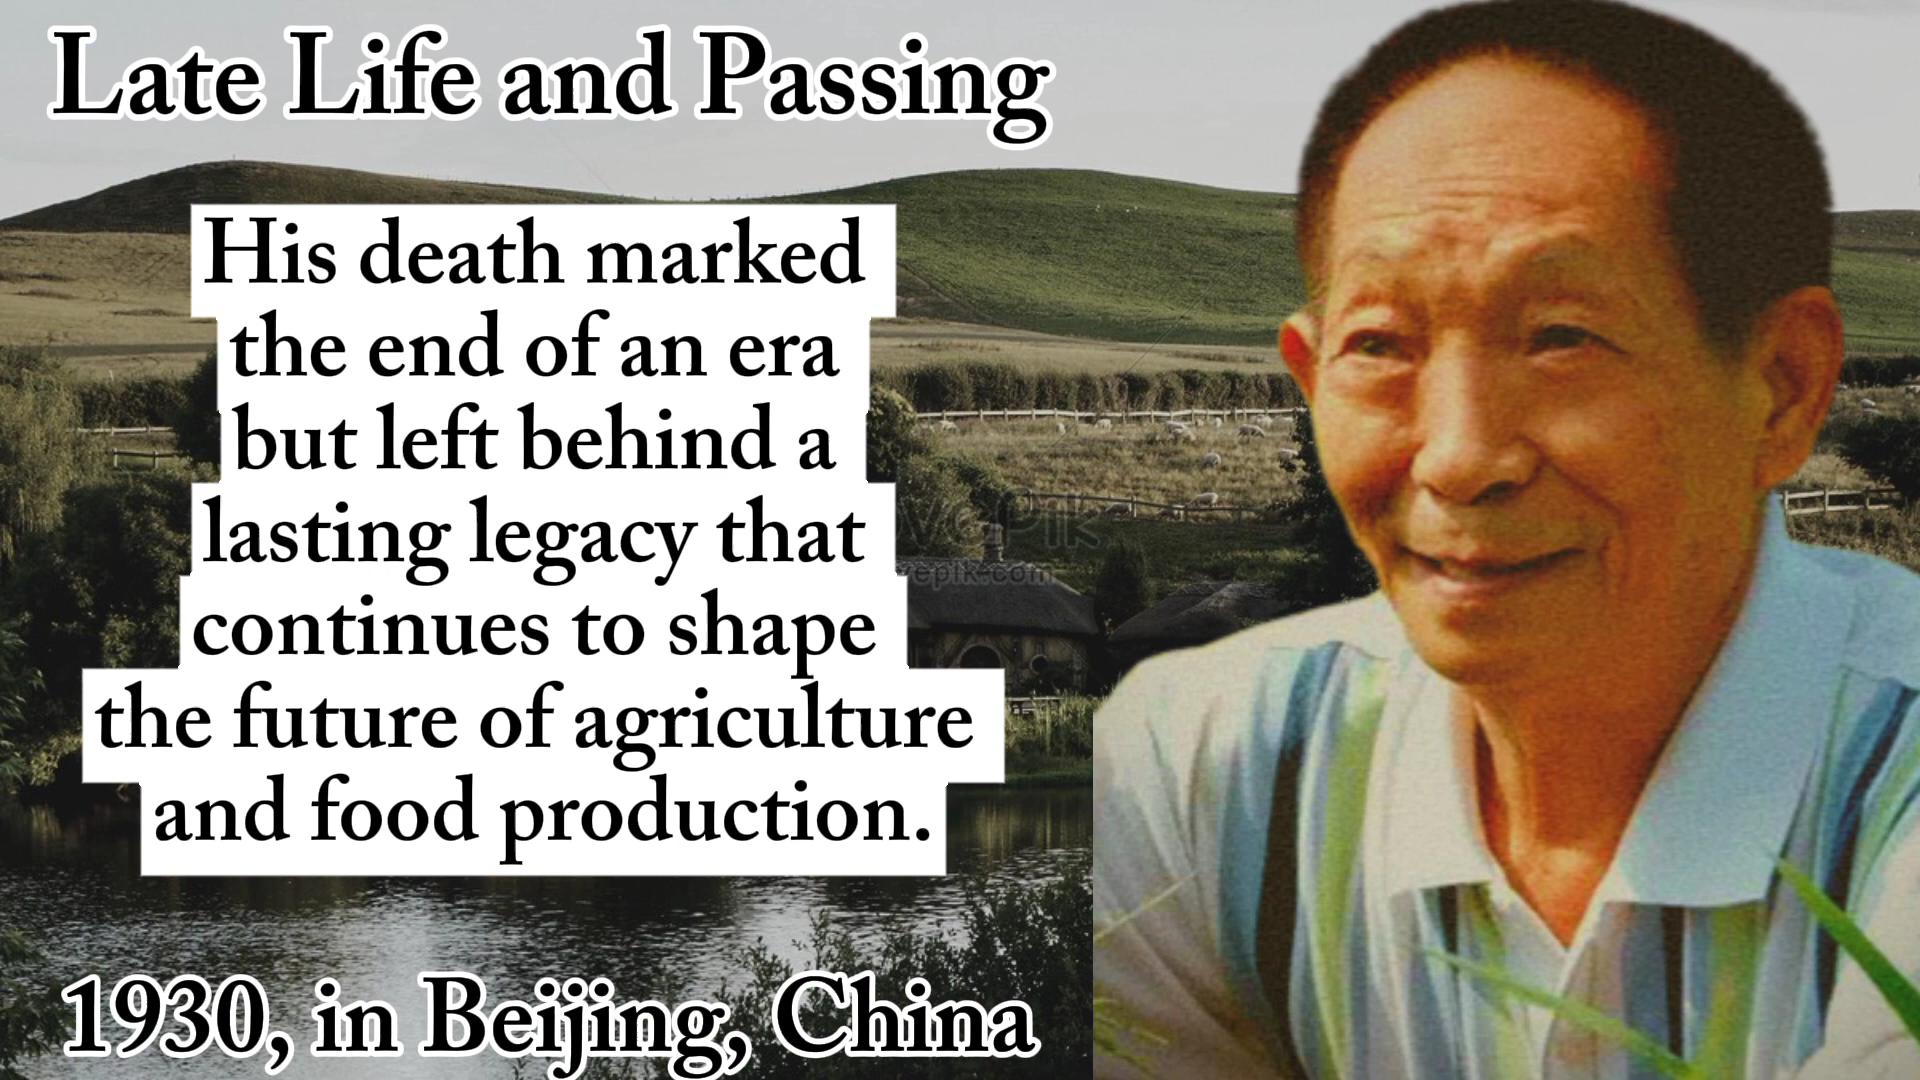 Late Life and Passing
His death marked
the end of an era
but left behind a
lasting legacy that
continues to shape
the future of agriculture
and food production.
1930, in Beijing, China